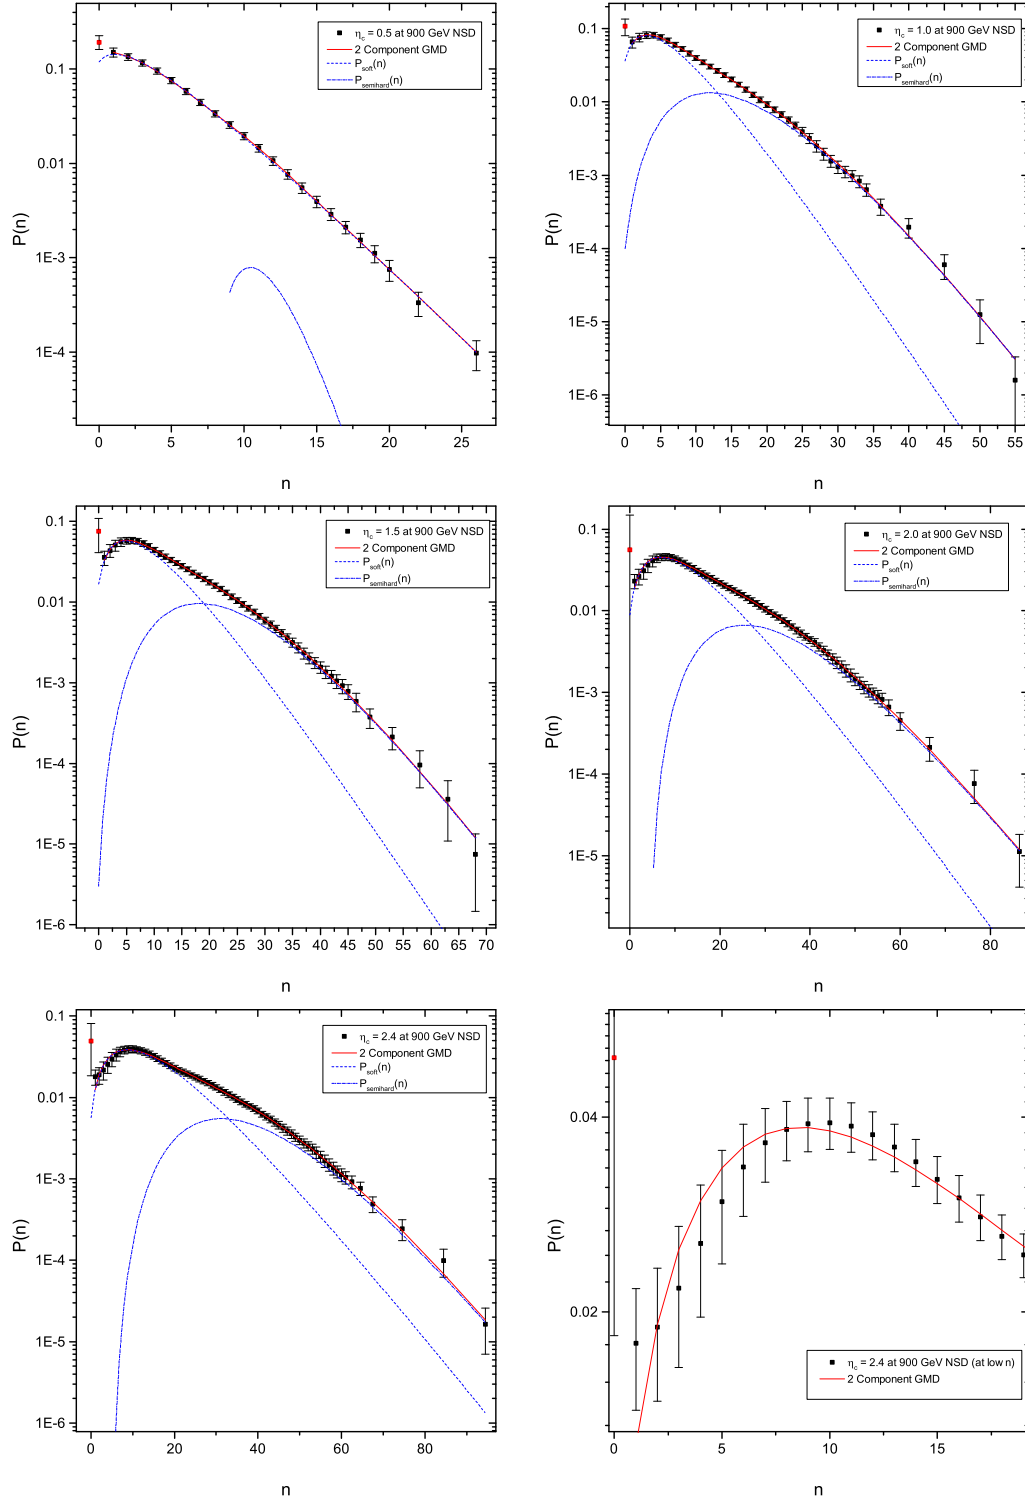 η_c = 0.5 at 900 GeV NSD
2 Component GMD
P_soft(n)
P_semihard(n)
0.1
0.01
1E-3
1E-4
P(n)
0 5 10 15 20 25
n
η_c = 1.0 at 900 GeV NSD
2 Component GMD
P_soft(n)
P_semihard(n)
0.1
0.01
1E-3
1E-4
1E-5
1E-6
P(n)
0 5 10 15 20 25 30 35 40 45 50 55
n
η_c = 1.5 at 900 GeV NSD
2 Component GMD
P_soft(n)
P_semihard(n)
0.1
0.01
1E-3
1E-4
1E-5
1E-6
P(n)
0 5 10 15 20 25 30 35 40 45 50 55 60 65 70
n
η_c = 2.0 at 900 GeV NSD
2 Component GMD
P_soft(n)
P_semihard(n)
0.1
0.01
1E-3
1E-4
1E-5
P(n)
0 20 40 60 80
n
η_c = 2.4 at 900 GeV NSD
2 Component GMD
P_soft(n)
P_semihard(n)
0.1
0.01
1E-3
1E-4
1E-5
1E-6
P(n)
0 20 40 60 80
n
0.04
0.02
P(n)
η_c = 2.4 at 900 GeV NSD (at low n)
2 Component GMD
0 5 10 15
n